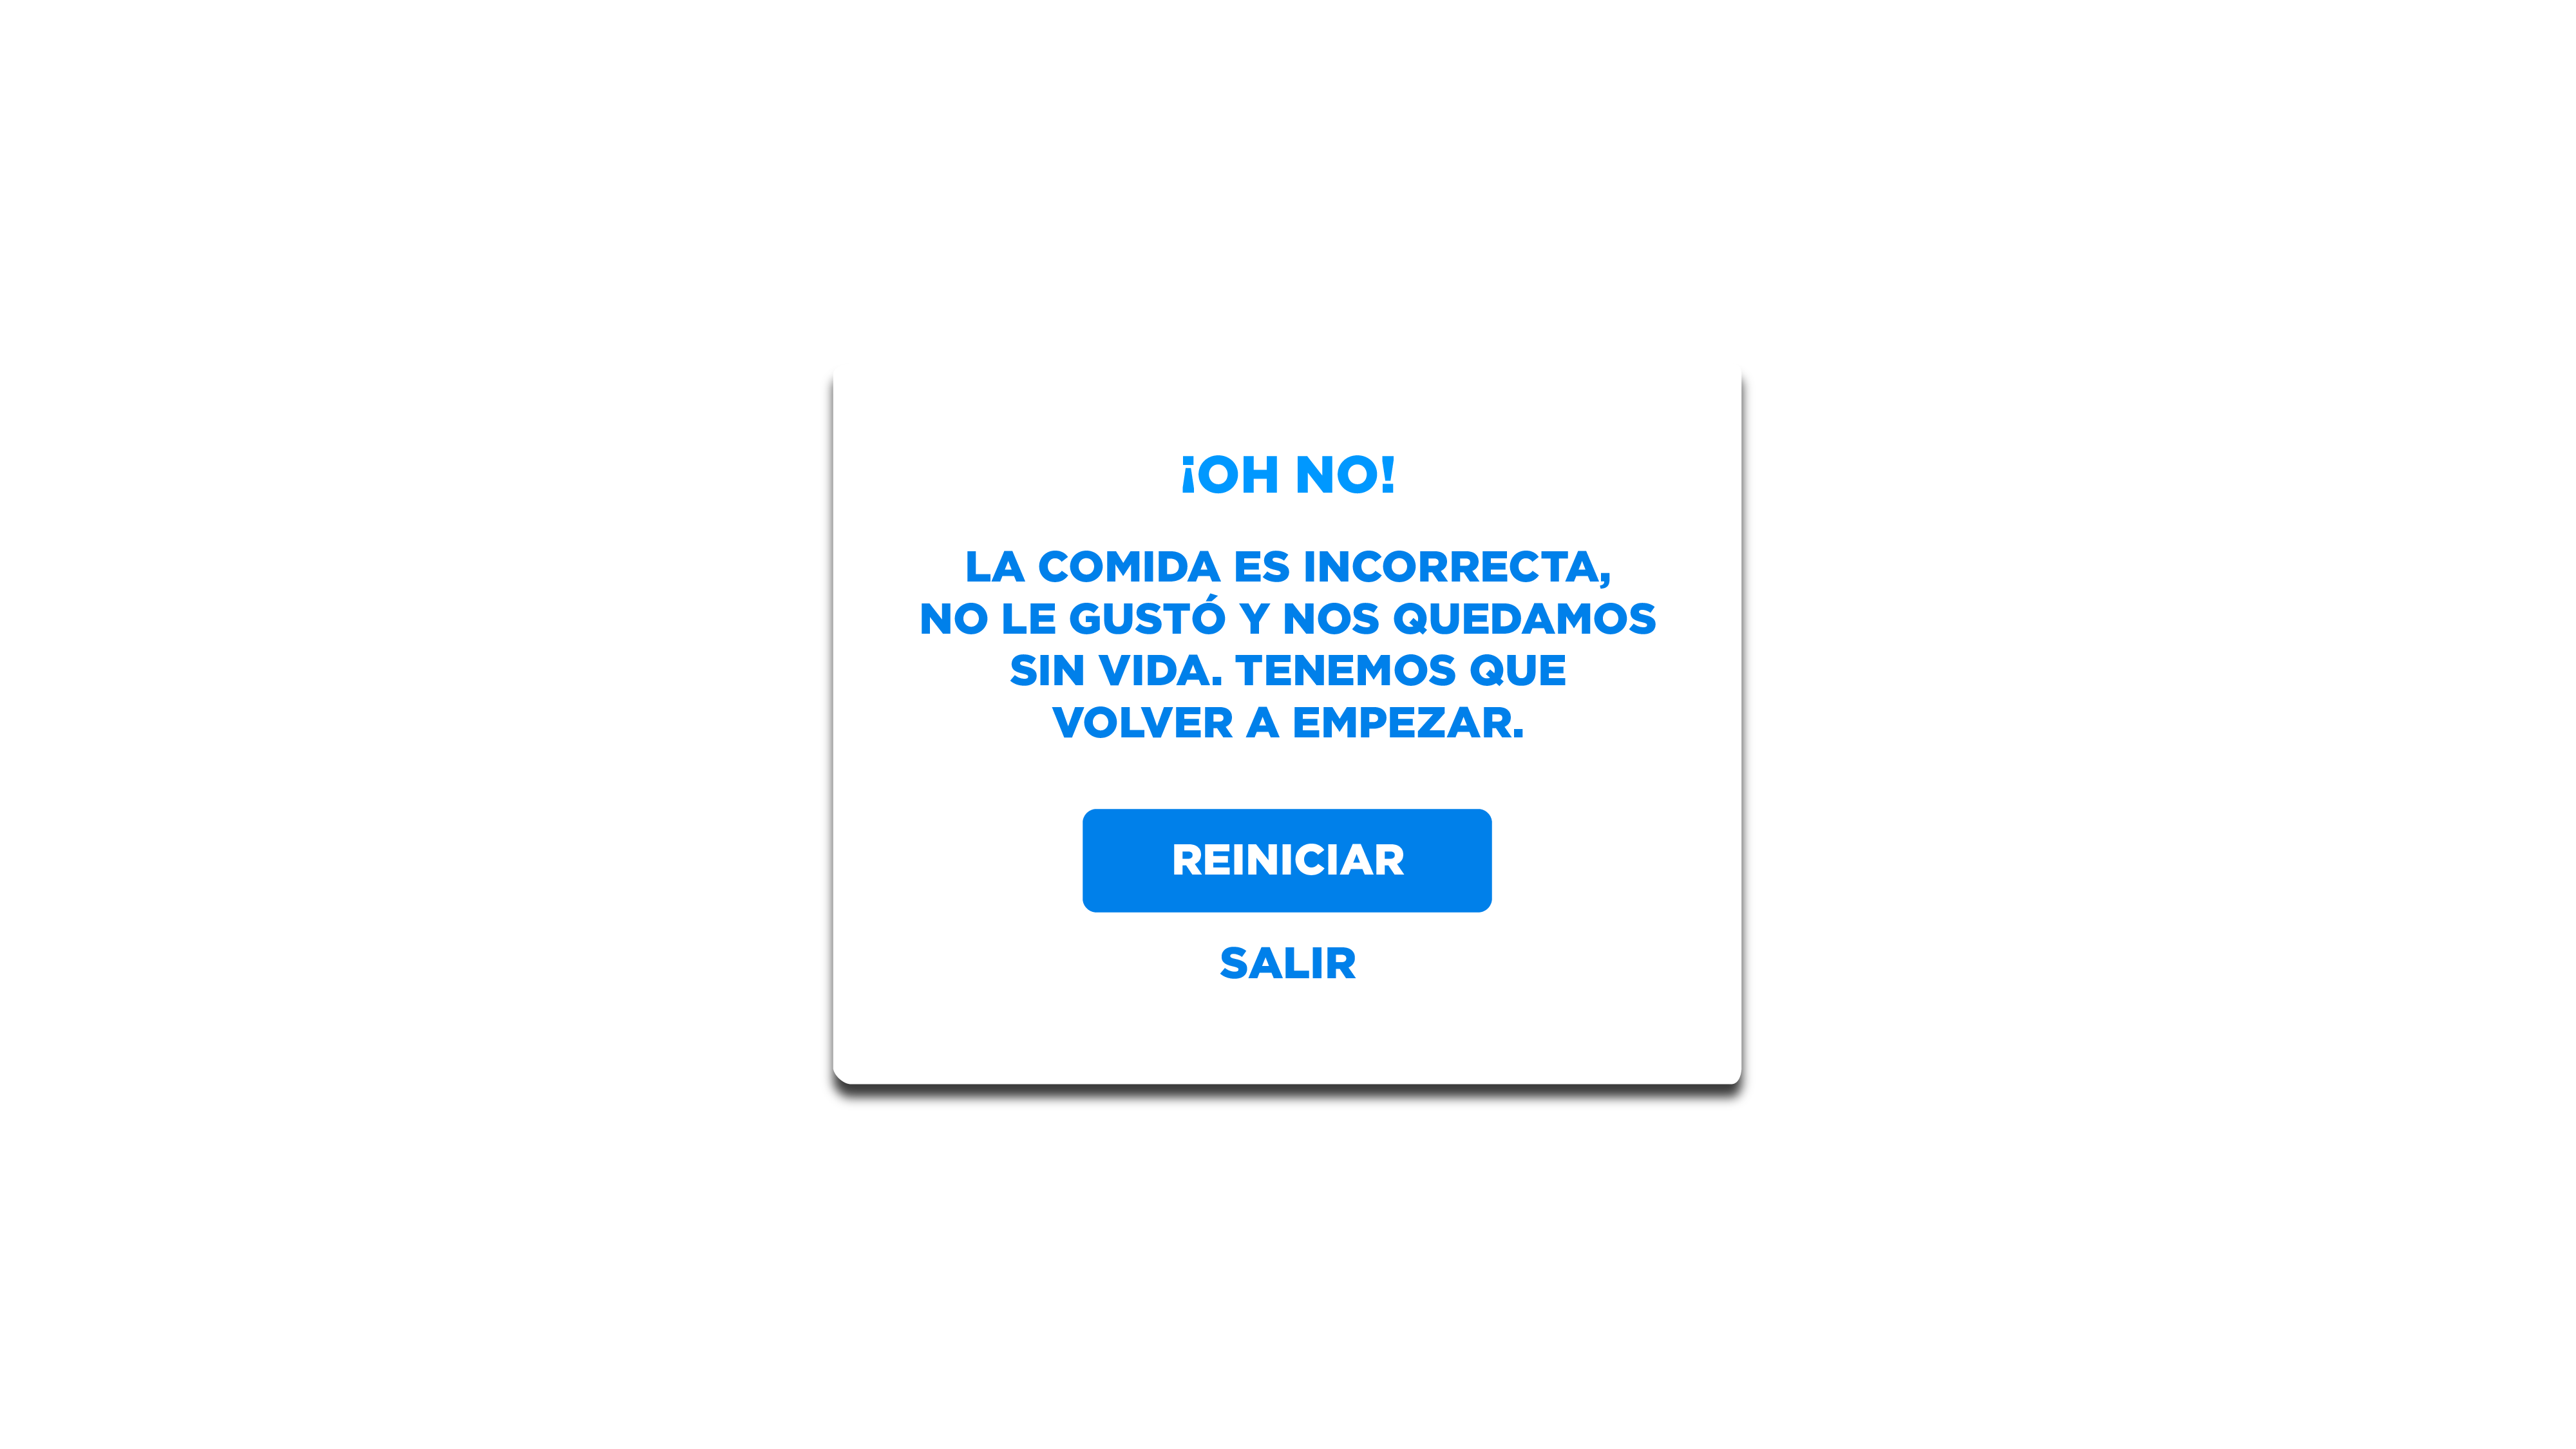 ¡OH NO!
LA COMIDA ES INCORRECTA,
NO LE GUSTÓ Y NOS QUEDAMOS
SIN VIDA. TENEMOS QUE
VOLVER A EMPEZAR.
REINICIAR
SALIR